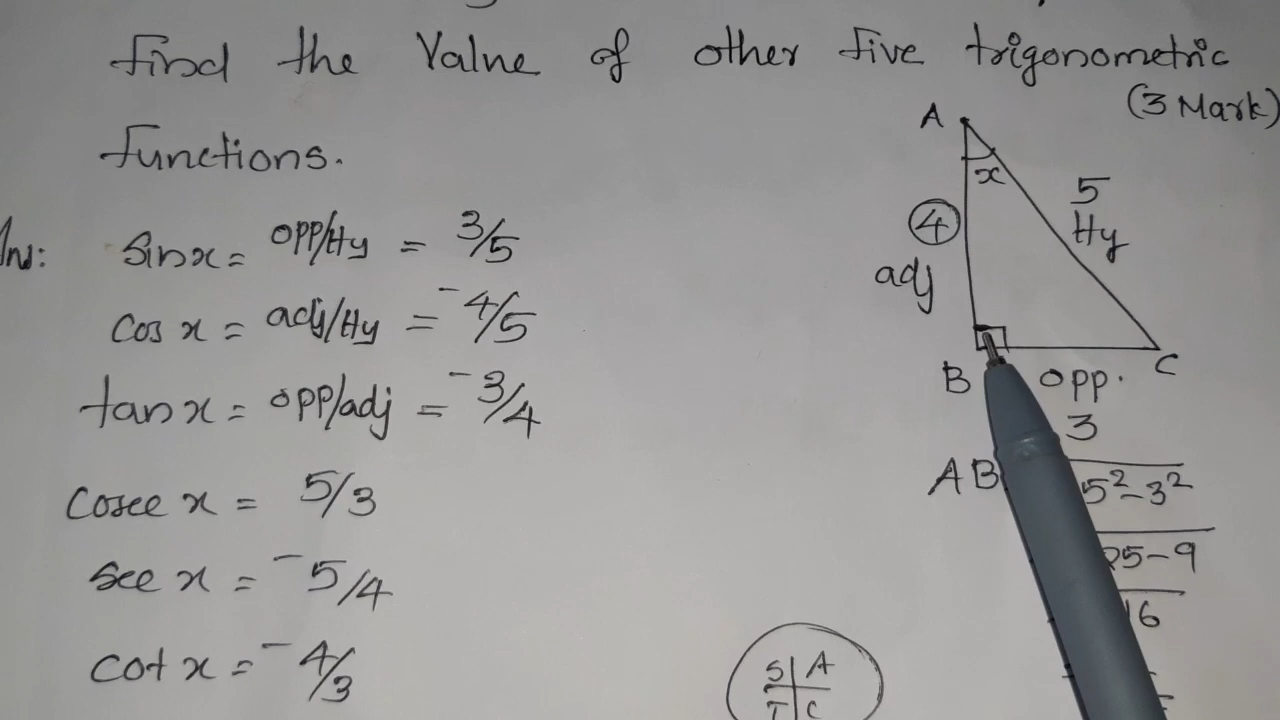 Find the Value of other five trigonometric
(3 Mark)
functions.
Ans: Sin x = opp/Hy = 3/5
Cos x = adj/Hy = -4/5
tan x = opp/adj = -3/4
Cosec x = 5/3
Sec x = -5/4
Cot x = -4/3
A
x
5
Hy
4
adj
B opp. C
3
AB
5²-3²
25-9
16
S A
T C